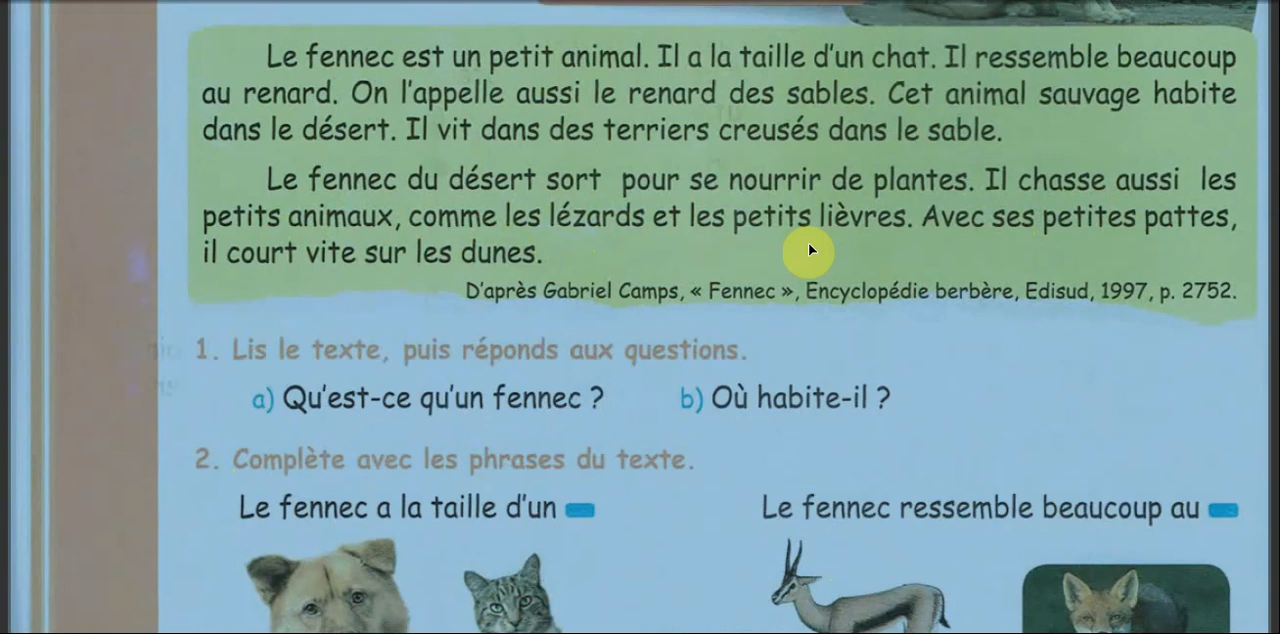 Le fennec est un petit animal. Il a la taille d'un chat. Il ressemble beaucoup
au renard. On l'appelle aussi le renard des sables. Cet animal sauvage habite
dans le désert. Il vit dans des terriers creusés dans le sable.
Le fennec du désert sort pour se nourrir de plantes. Il chasse aussi les
petits animaux, comme les lézards et les petits lièvres. Avec ses petites pattes,
il court vite sur les dunes.
D'après Gabriel Camps, « Fennec », Encyclopédie berbère, Edisud, 1997, p. 2752.
1. Lis le texte, puis réponds aux questions.
a) Qu'est-ce qu'un fennec ? b) Où habite-il ?
2. Complète avec les phrases du texte.
Le fennec a la taille d'un Le fennec ressemble beaucoup au